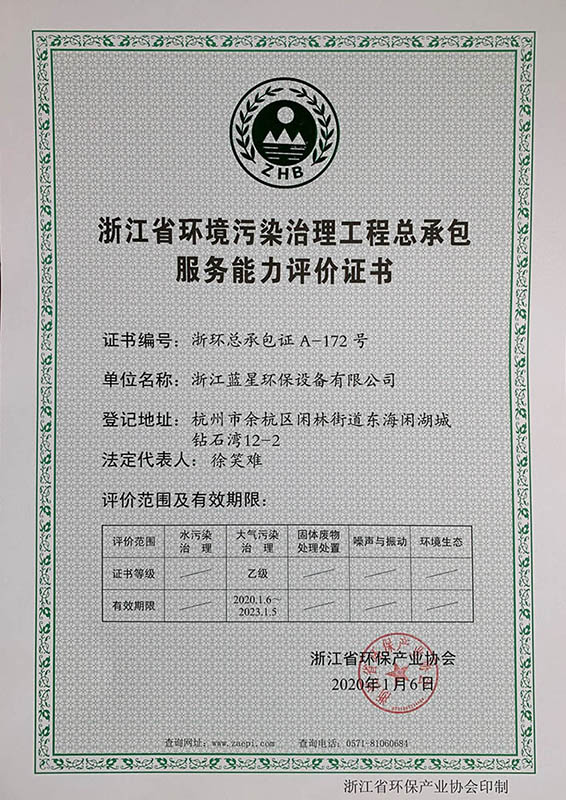 ZHB
浙江省环境污染治理工程总承包
服务能力评价证书
证书编号：浙环总承包证 A-172 号
单位名称：浙江蓝星环保设备有限公司
登记地址：杭州市余杭区闲林街道东海闲湖城
钻石湾12-2
法定代表人：徐笑难
评价范围及有效期限：
评价范围 水污染治理 大气污染治理 固体废物处理处置 噪声与振动 环境生态
证书等级 乙级
有效期限 2020.1.6～2023.1.5
浙江省环保产业协会
2020年1月6日
查询网址：www.zaepi.com 查询电话：0571-81060684
浙江省环保产业协会印制